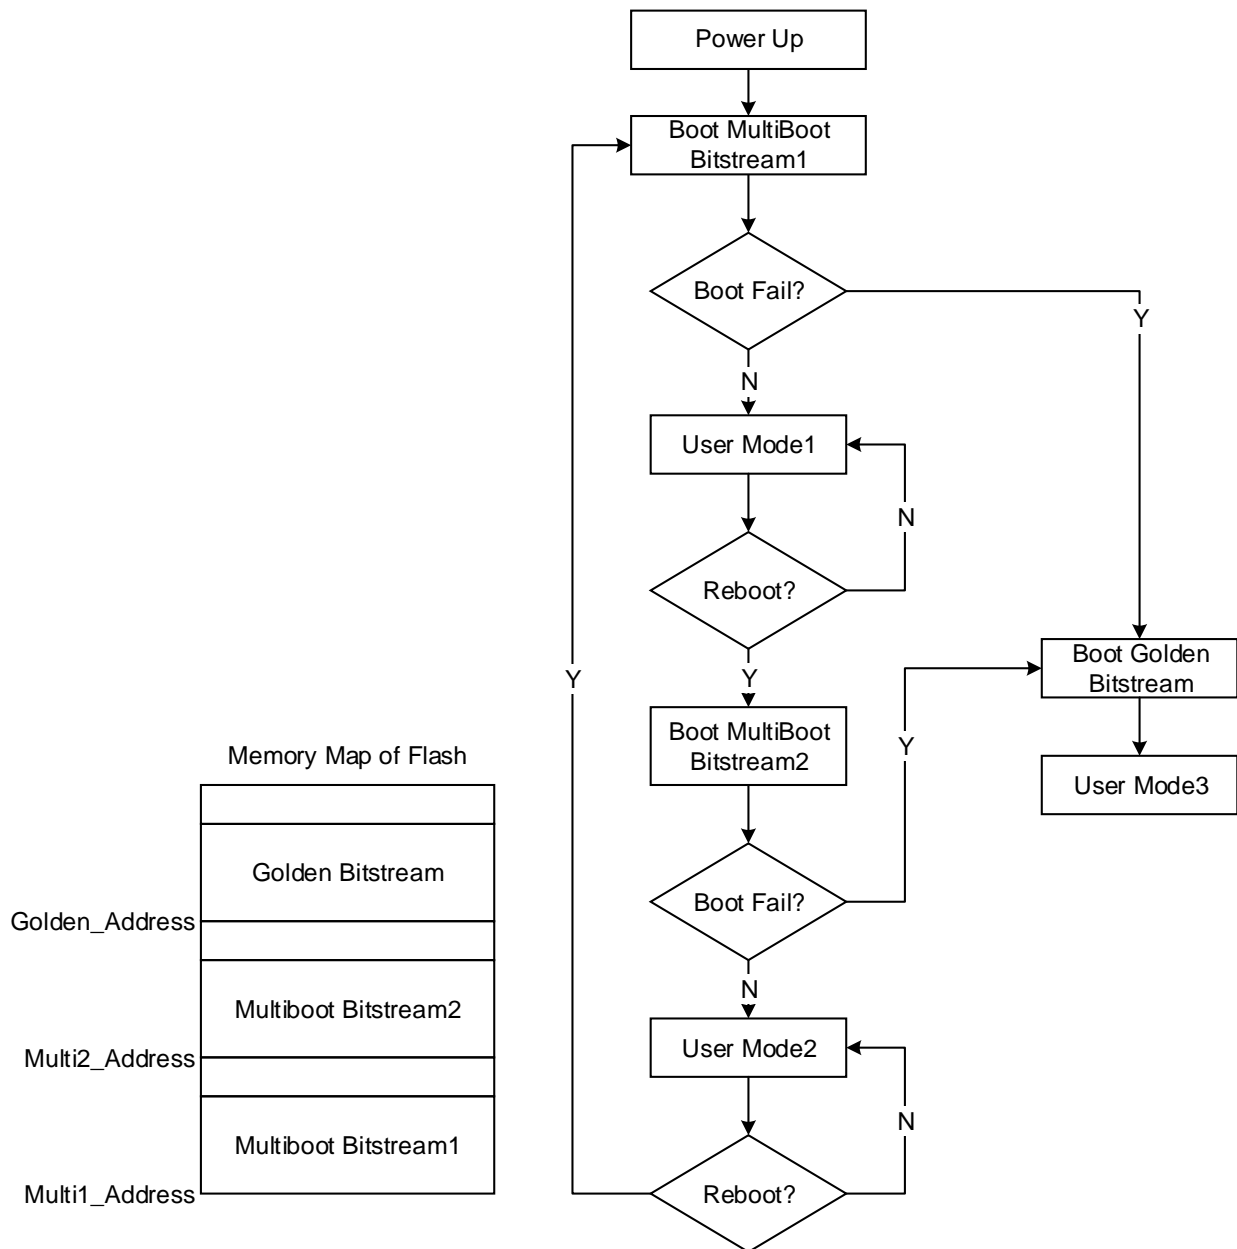 Power Up
Boot MultiBoot
Bitstream1
Boot Fail?
Y
N
User Mode1
N
Reboot?
Y
Y
Boot MultiBoot
Bitstream2
Y
Boot Golden
Bitstream
User Mode3
Boot Fail?
N
User Mode2
N
Reboot?
Memory Map of Flash
Golden Bitstream
Golden_Address
Multiboot Bitstream2
Multi2_Address
Multiboot Bitstream1
Multi1_Address